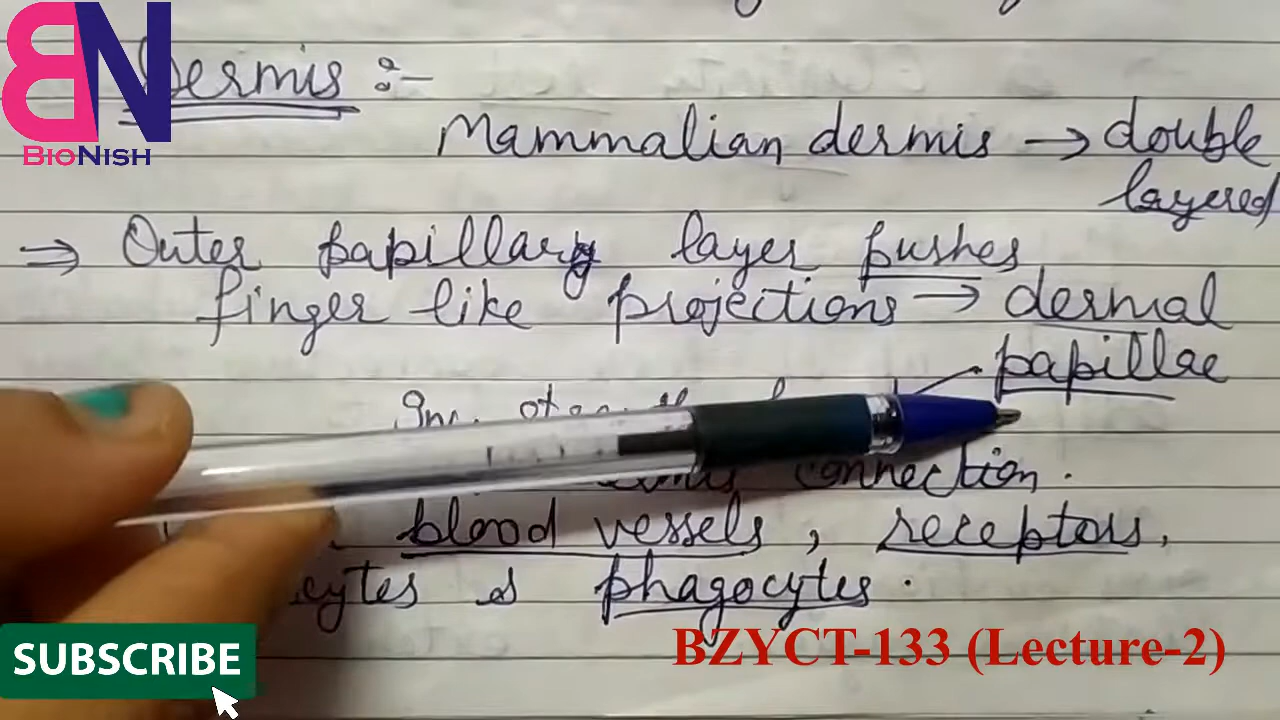 BN
BIONISH
Dermis :-
Mammalian dermis → double
layered
⇒ Outer papillary layer pushes
finger like projections → dermal
papillae
connection.
blood vessels, receptors,
cytes & phagocytes.
SUBSCRIBE
BZYCT-133 (Lecture-2)